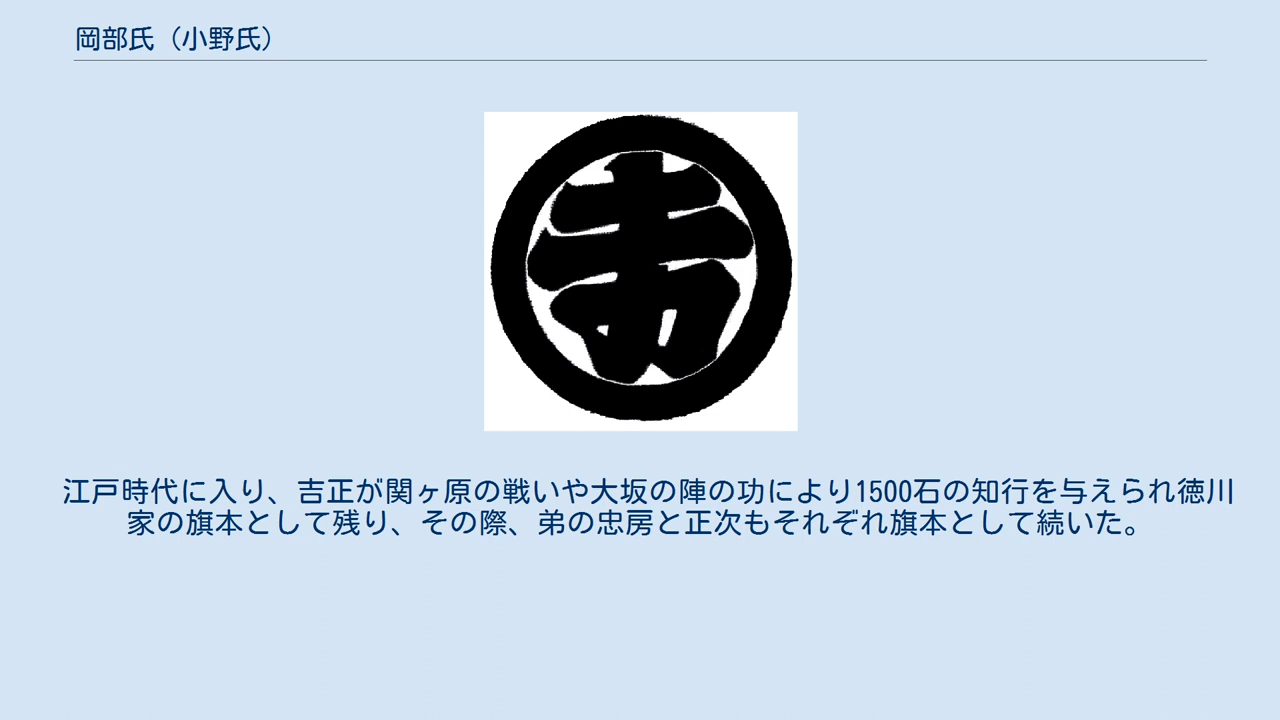 岡部氏（小野氏）
江戸時代に入り、吉正が関ヶ原の戦いや大坂の陣の功により1500石の知行を与えられ徳川
家の旗本として残り、その際、弟の忠房と正次もそれぞれ旗本として続いた。